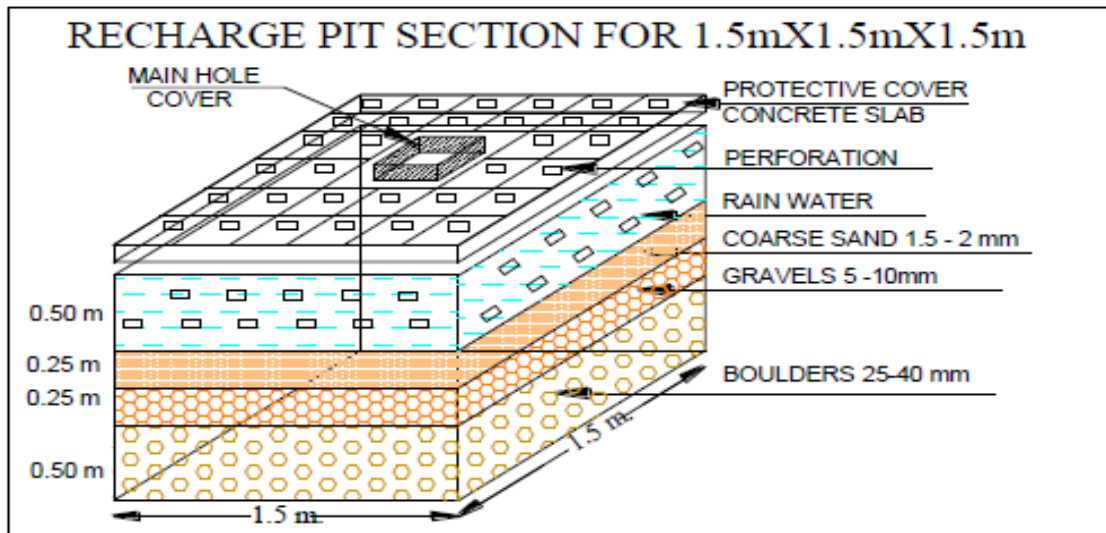 RECHARGE PIT SECTION FOR 1.5mX1.5mX1.5m
MAIN HOLE
COVER
PROTECTIVE COVER
CONCRETE SLAB
PERFORATION
RAIN WATER
COARSE SAND 1.5 - 2 mm
GRAVELS 5 -10mm
BOULDERS 25-40 mm
0.50 m
0.25 m
0.25 m
0.50 m
1.5 m.
1.5 m.